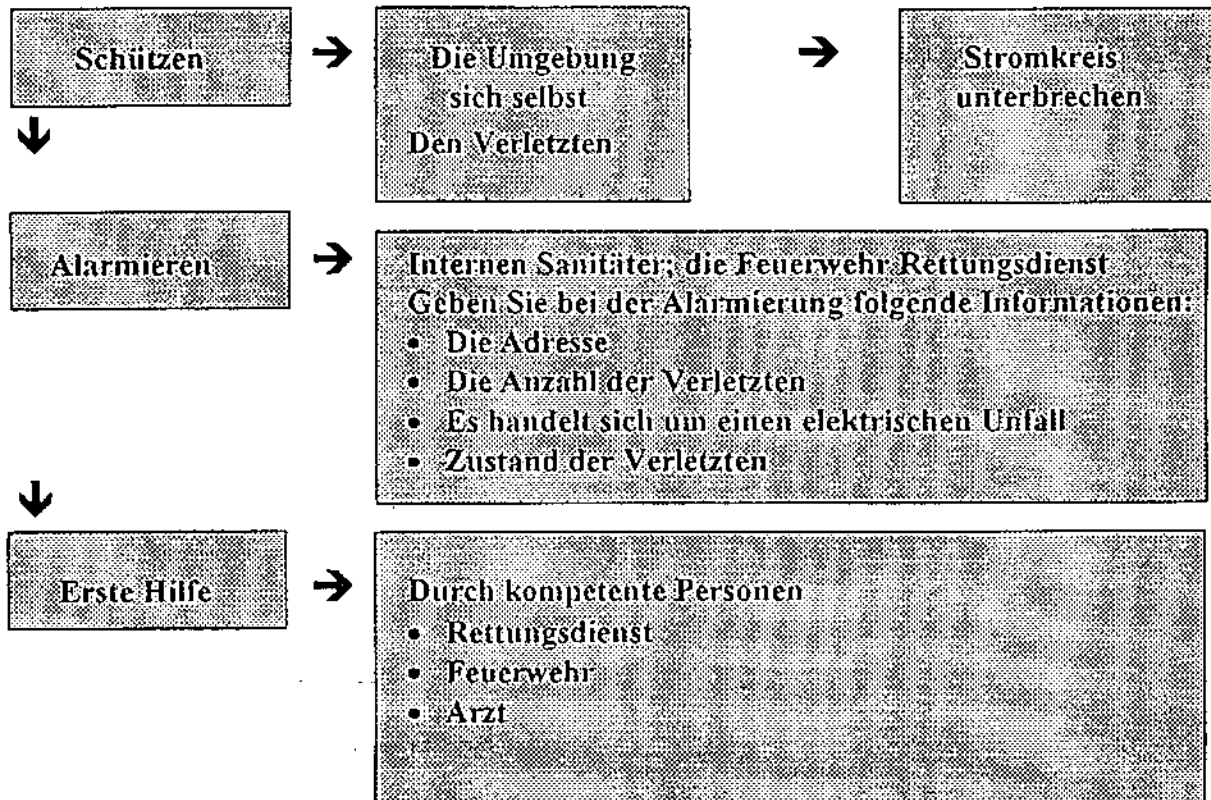 Schützen
Die Umgebung
sich selbst
Den Verletzten
Stromkreis
unterbrechen
Alarmieren
Internen Sanitäter; die Feuerwehr Rettungsdienst
Geben Sie bei der Alarmierung folgende Informationen:
• Die Adresse
• Die Anzahl der Verletzten
• Es handelt sich um einen elektrischen Unfall
• Zustand der Verletzten
Erste Hilfe
Durch kompetente Personen
• Rettungsdienst
• Feuerwehr
• Arzt